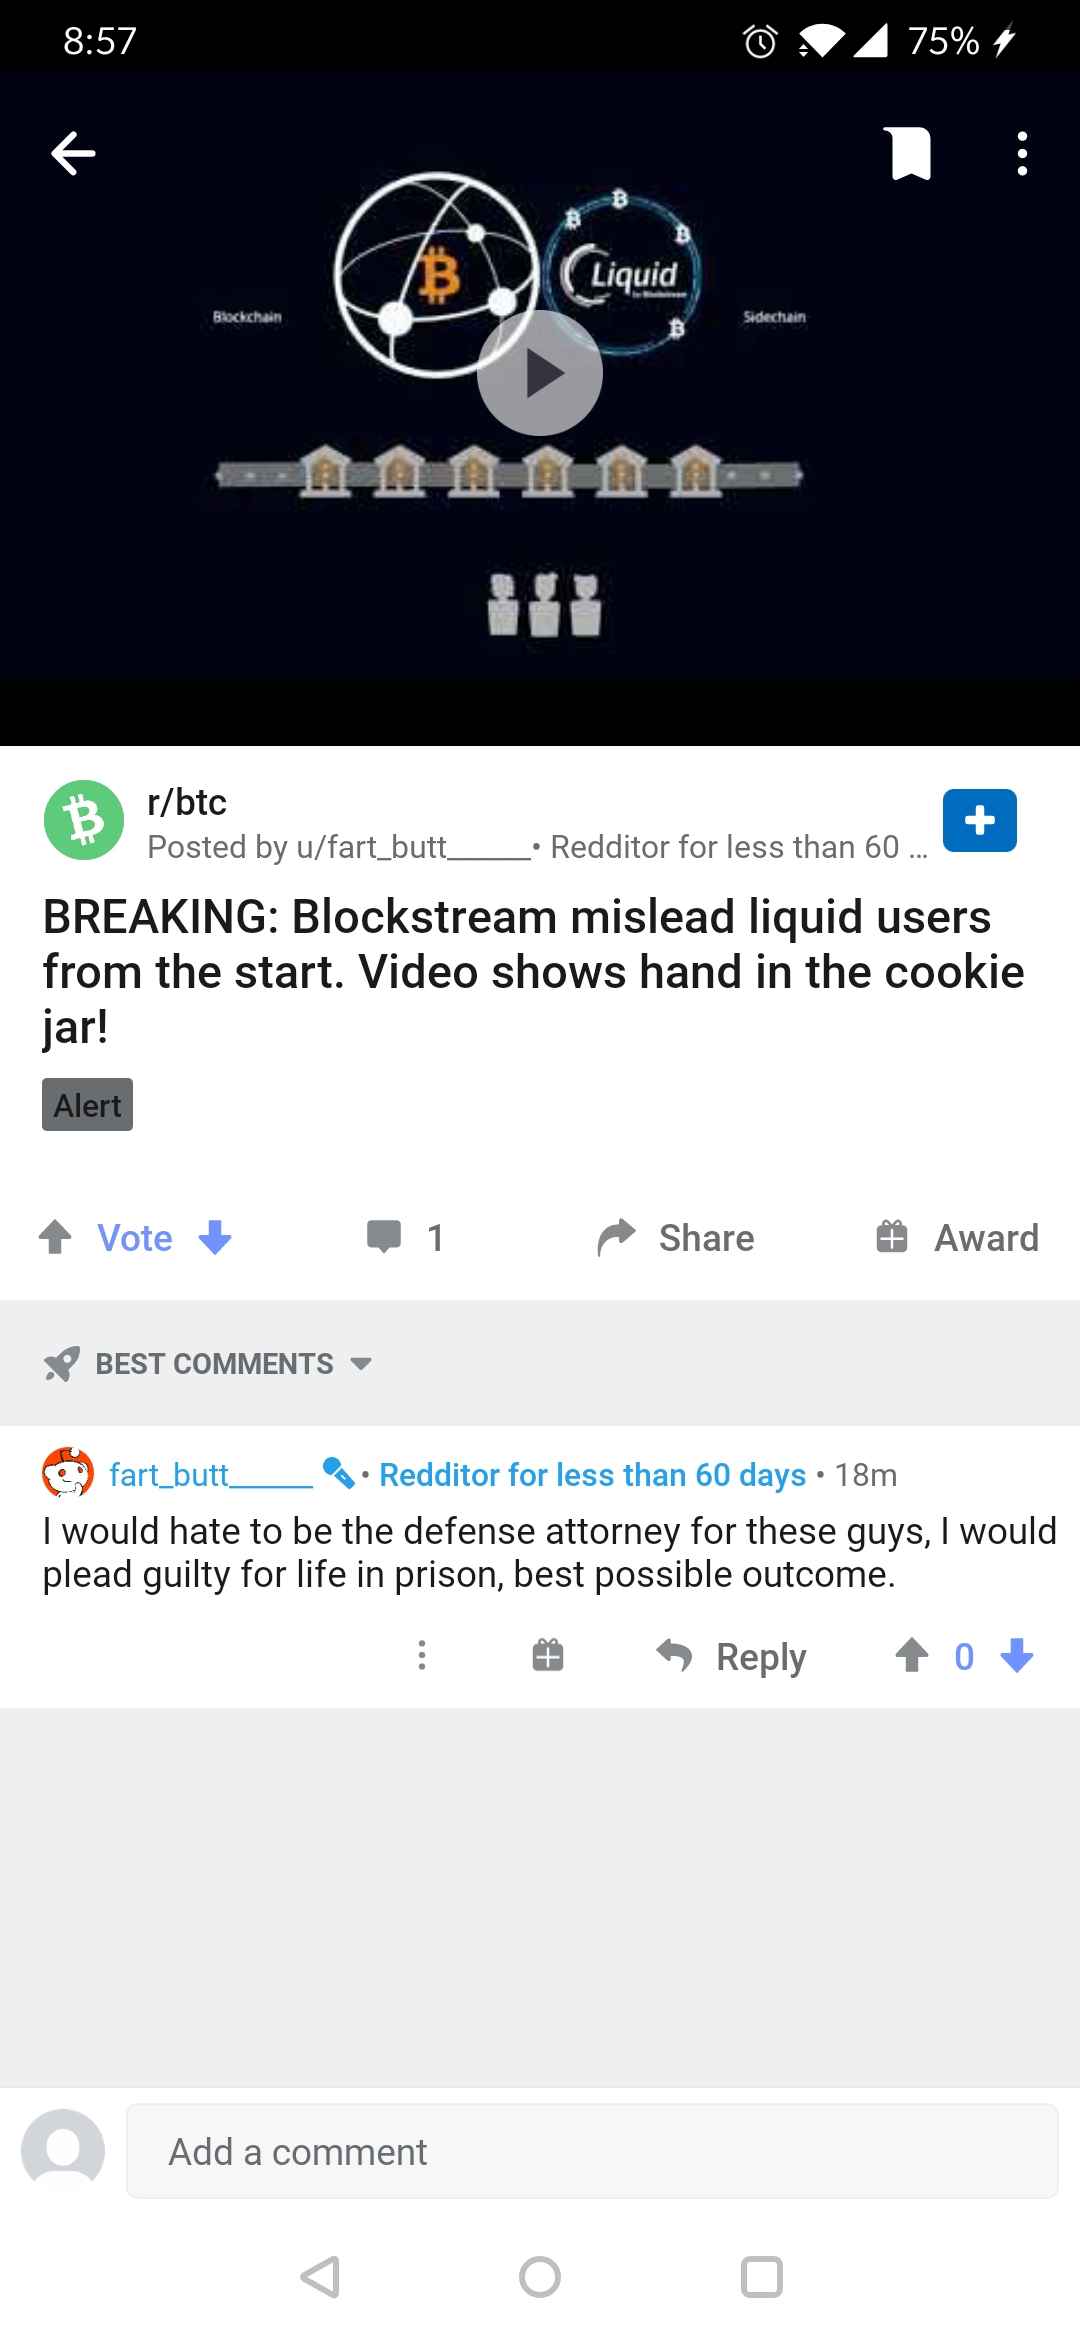 8:57
75%
Blockchain
Liquid
Sidechain
r/btc
Posted by u/fart_butt______• Redditor for less than 60 ...
BREAKING: Blockstream mislead liquid users
from the start. Video shows hand in the cookie
jar!
Alert
Vote
1
Share
Award
BEST COMMENTS
fart_butt______ • Redditor for less than 60 days • 18m
I would hate to be the defense attorney for these guys, I would
plead guilty for life in prison, best possible outcome.
Reply
0
Add a comment